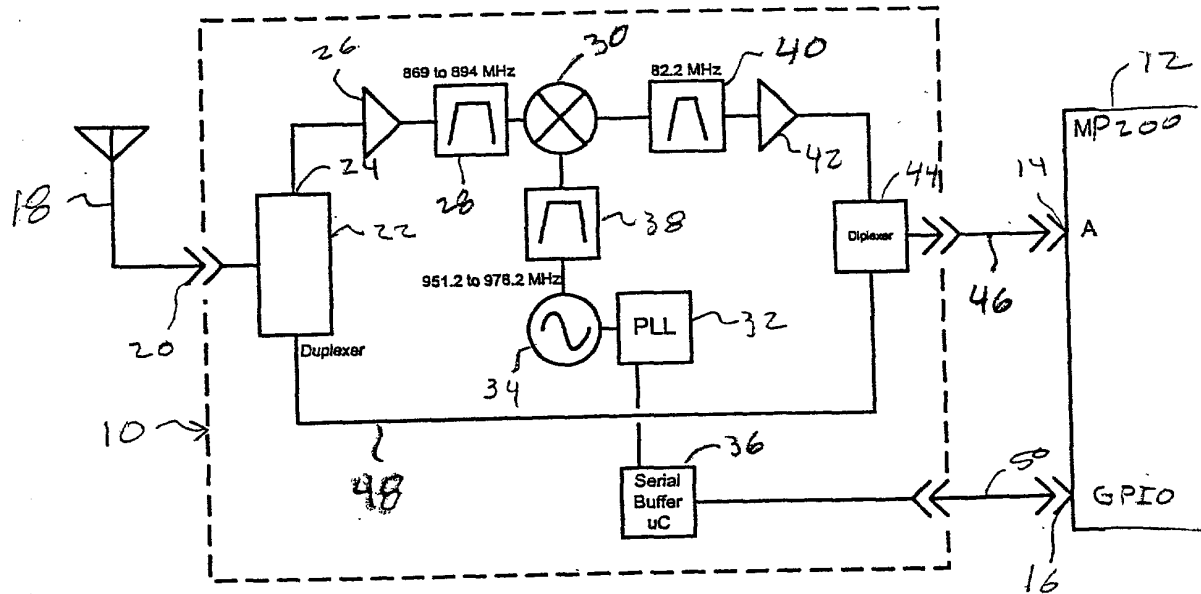 30
40
12
26
869 to 894 MHz
82.2 MHz
MP200
24
42
44
14
18
28
22
38
Diplexer
A
951.2 to 976.2 MHz
46
20
PLL
32
Duplexer
34
10
36
50
48
Serial
Buffer
uC
GPIO
16